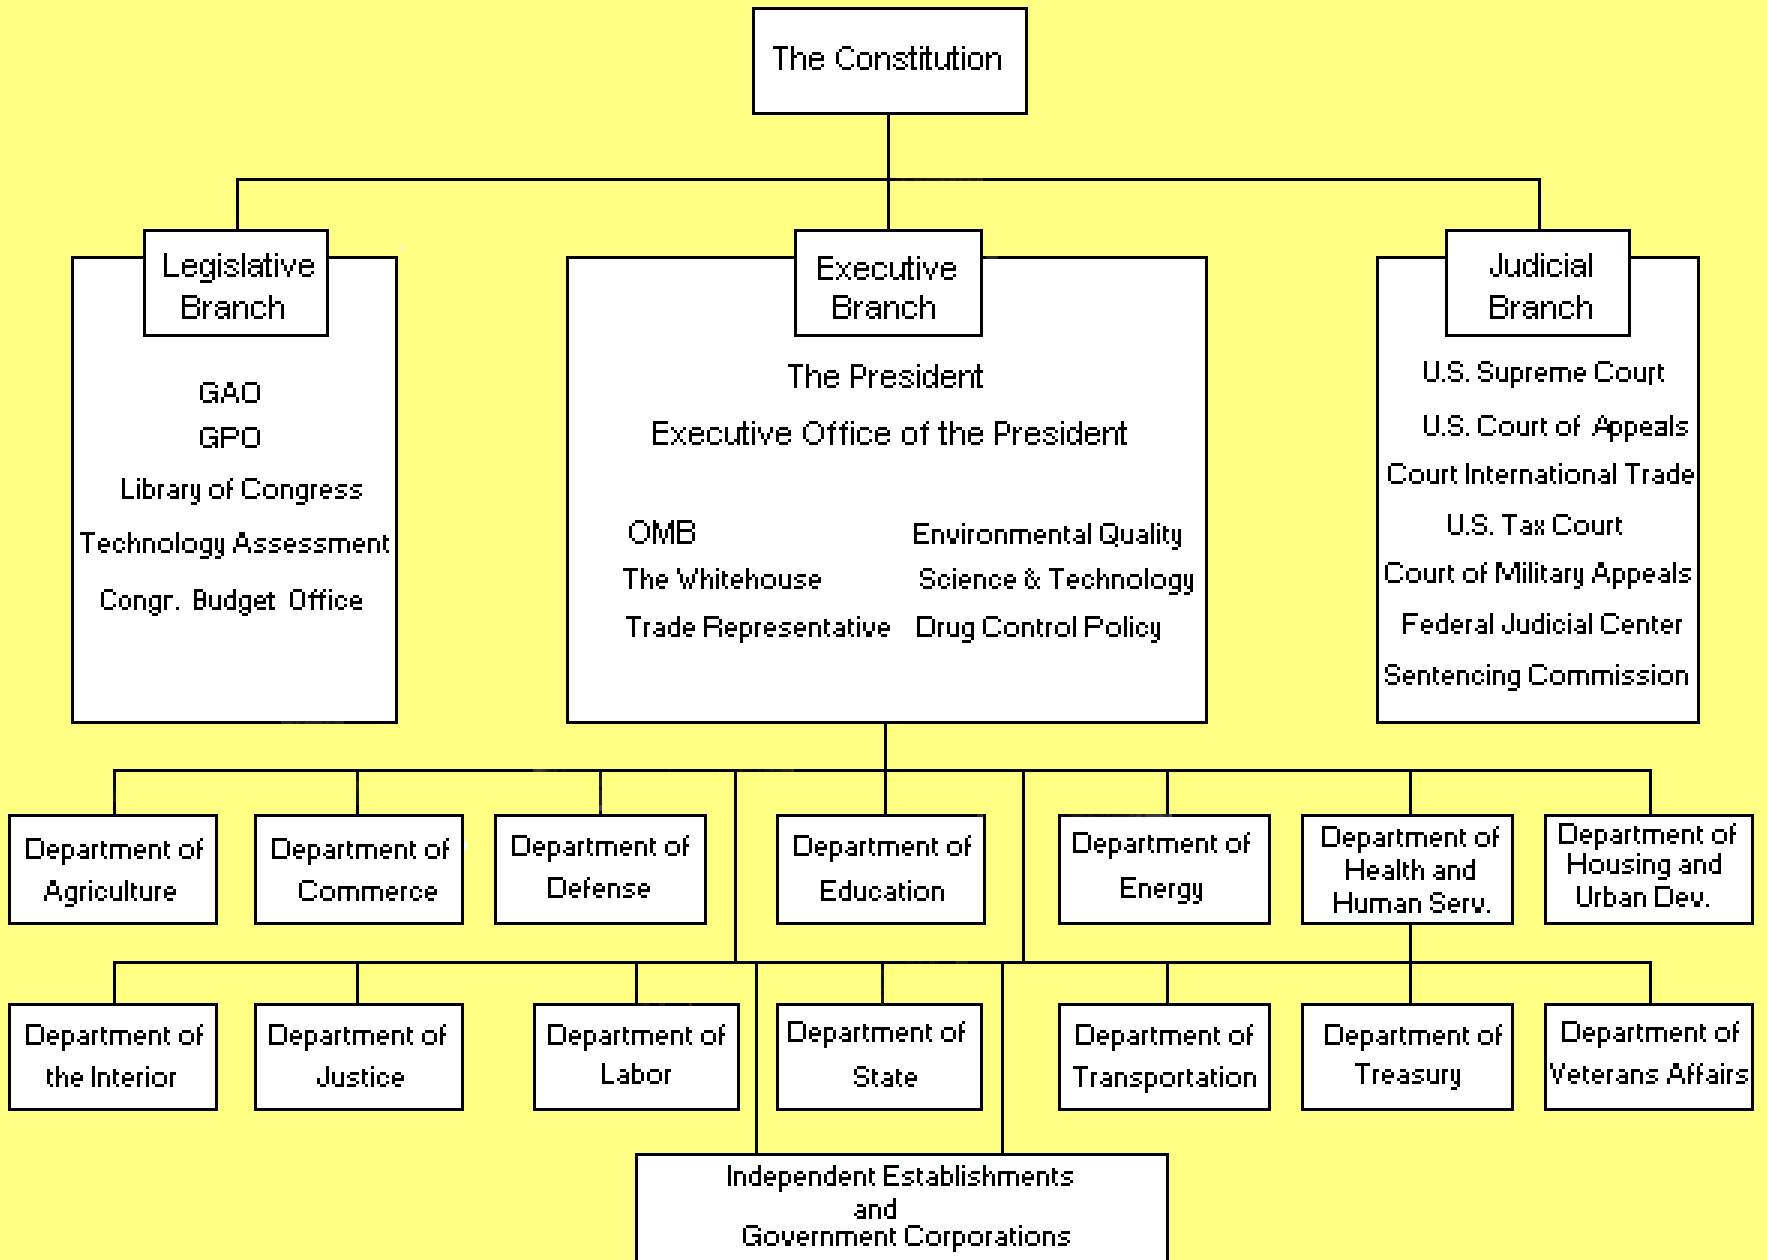 The Constitution
Legislative
Branch
GAO
GPO
Library of Congress
Technology Assessment
Congr. Budget Office
Executive
Branch
The President
Executive Office of the President
OMB
Environmental Quality
The Whitehouse
Science & Technology
Trade Representative
Drug Control Policy
Judicial
Branch
U.S. Supreme Court
U.S. Court of Appeals
Court International Trade
U.S. Tax Court
Court of Military Appeals
Federal Judicial Center
Sentencing Commission
Department of
Agriculture
Department of
Commerce
Department of
Defense
Department of
Education
Department of
Energy
Department of
Health and
Human Serv.
Department of
Housing and
Urban Dev.
Department of
the Interior
Department of
Justice
Department of
Labor
Department of
State
Department of
Transportation
Department of
Treasury
Department of
Veterans Affairs
Independent Establishments
and
Government Corporations